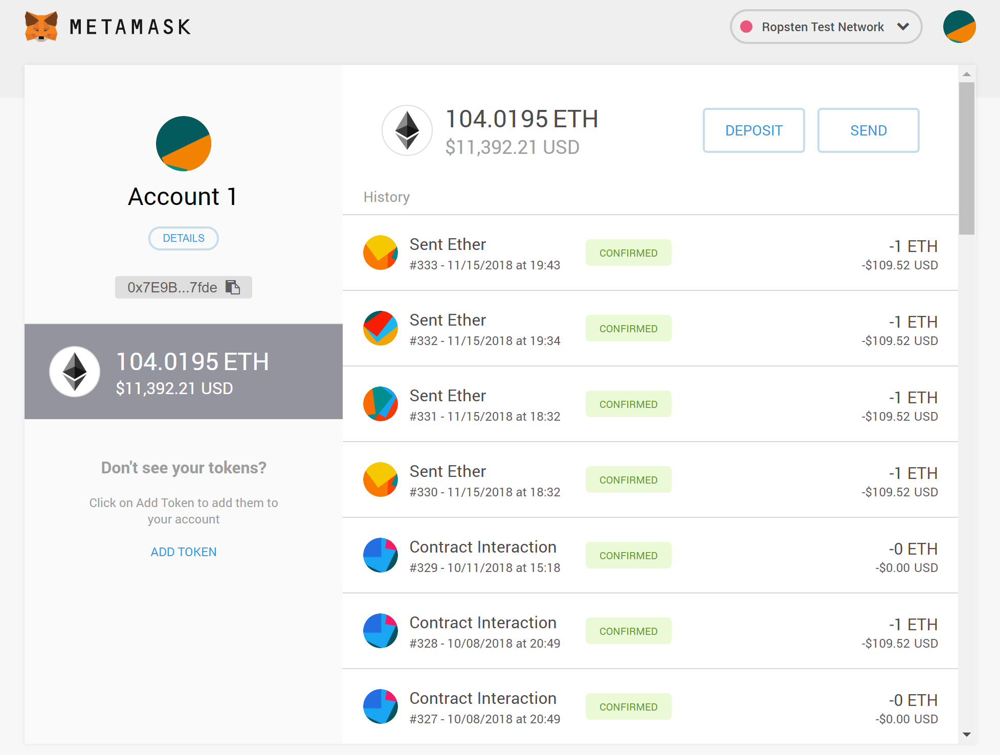 METAMASK
Ropsten Test Network
Account 1
DETAILS
0x7E9B...7fde
104.0195 ETH
$11,392.21 USD
Don't see your tokens?
Click on Add Token to add them to
your account
ADD TOKEN
104.0195 ETH
$11,392.21 USD
DEPOSIT
SEND
History
Sent Ether
#333 - 11/15/2018 at 19:43
CONFIRMED
-1 ETH
-$109.52 USD
Sent Ether
#332 - 11/15/2018 at 19:34
CONFIRMED
-1 ETH
-$109.52 USD
Sent Ether
#331 - 11/15/2018 at 18:32
CONFIRMED
-1 ETH
-$109.52 USD
Sent Ether
#330 - 11/15/2018 at 18:32
CONFIRMED
-1 ETH
-$109.52 USD
Contract Interaction
#329 - 10/11/2018 at 15:18
CONFIRMED
-0 ETH
-$0.00 USD
Contract Interaction
#328 - 10/08/2018 at 20:49
CONFIRMED
-1 ETH
-$109.52 USD
Contract Interaction
#327 - 10/08/2018 at 20:49
CONFIRMED
-0 ETH
-$0.00 USD